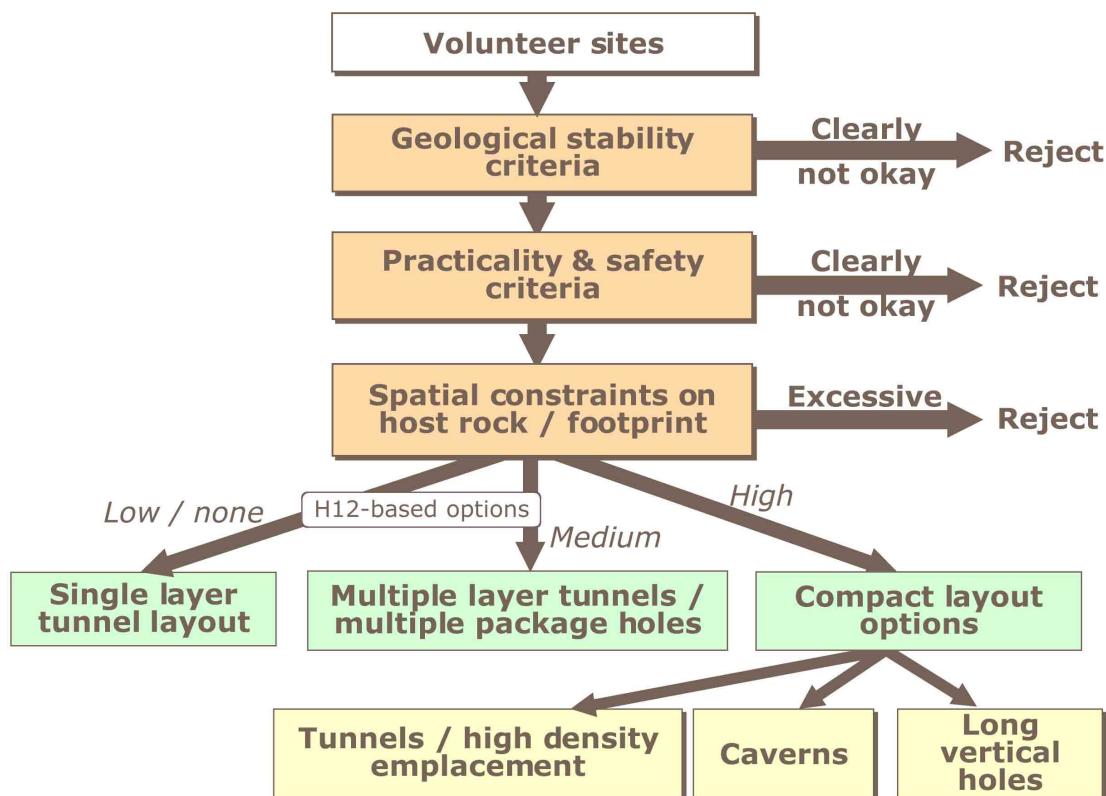 Volunteer sites
Geological stability
criteria
Clearly
not okay
Reject
Practicality & safety
criteria
Clearly
not okay
Reject
Spatial constraints on
host rock / footprint
Excessive
Reject
Low / none
H12-based options
Medium
High
Single layer
tunnel layout
Multiple layer tunnels /
multiple package holes
Compact layout
options
Tunnels / high density
emplacement
Caverns
Long
vertical
holes